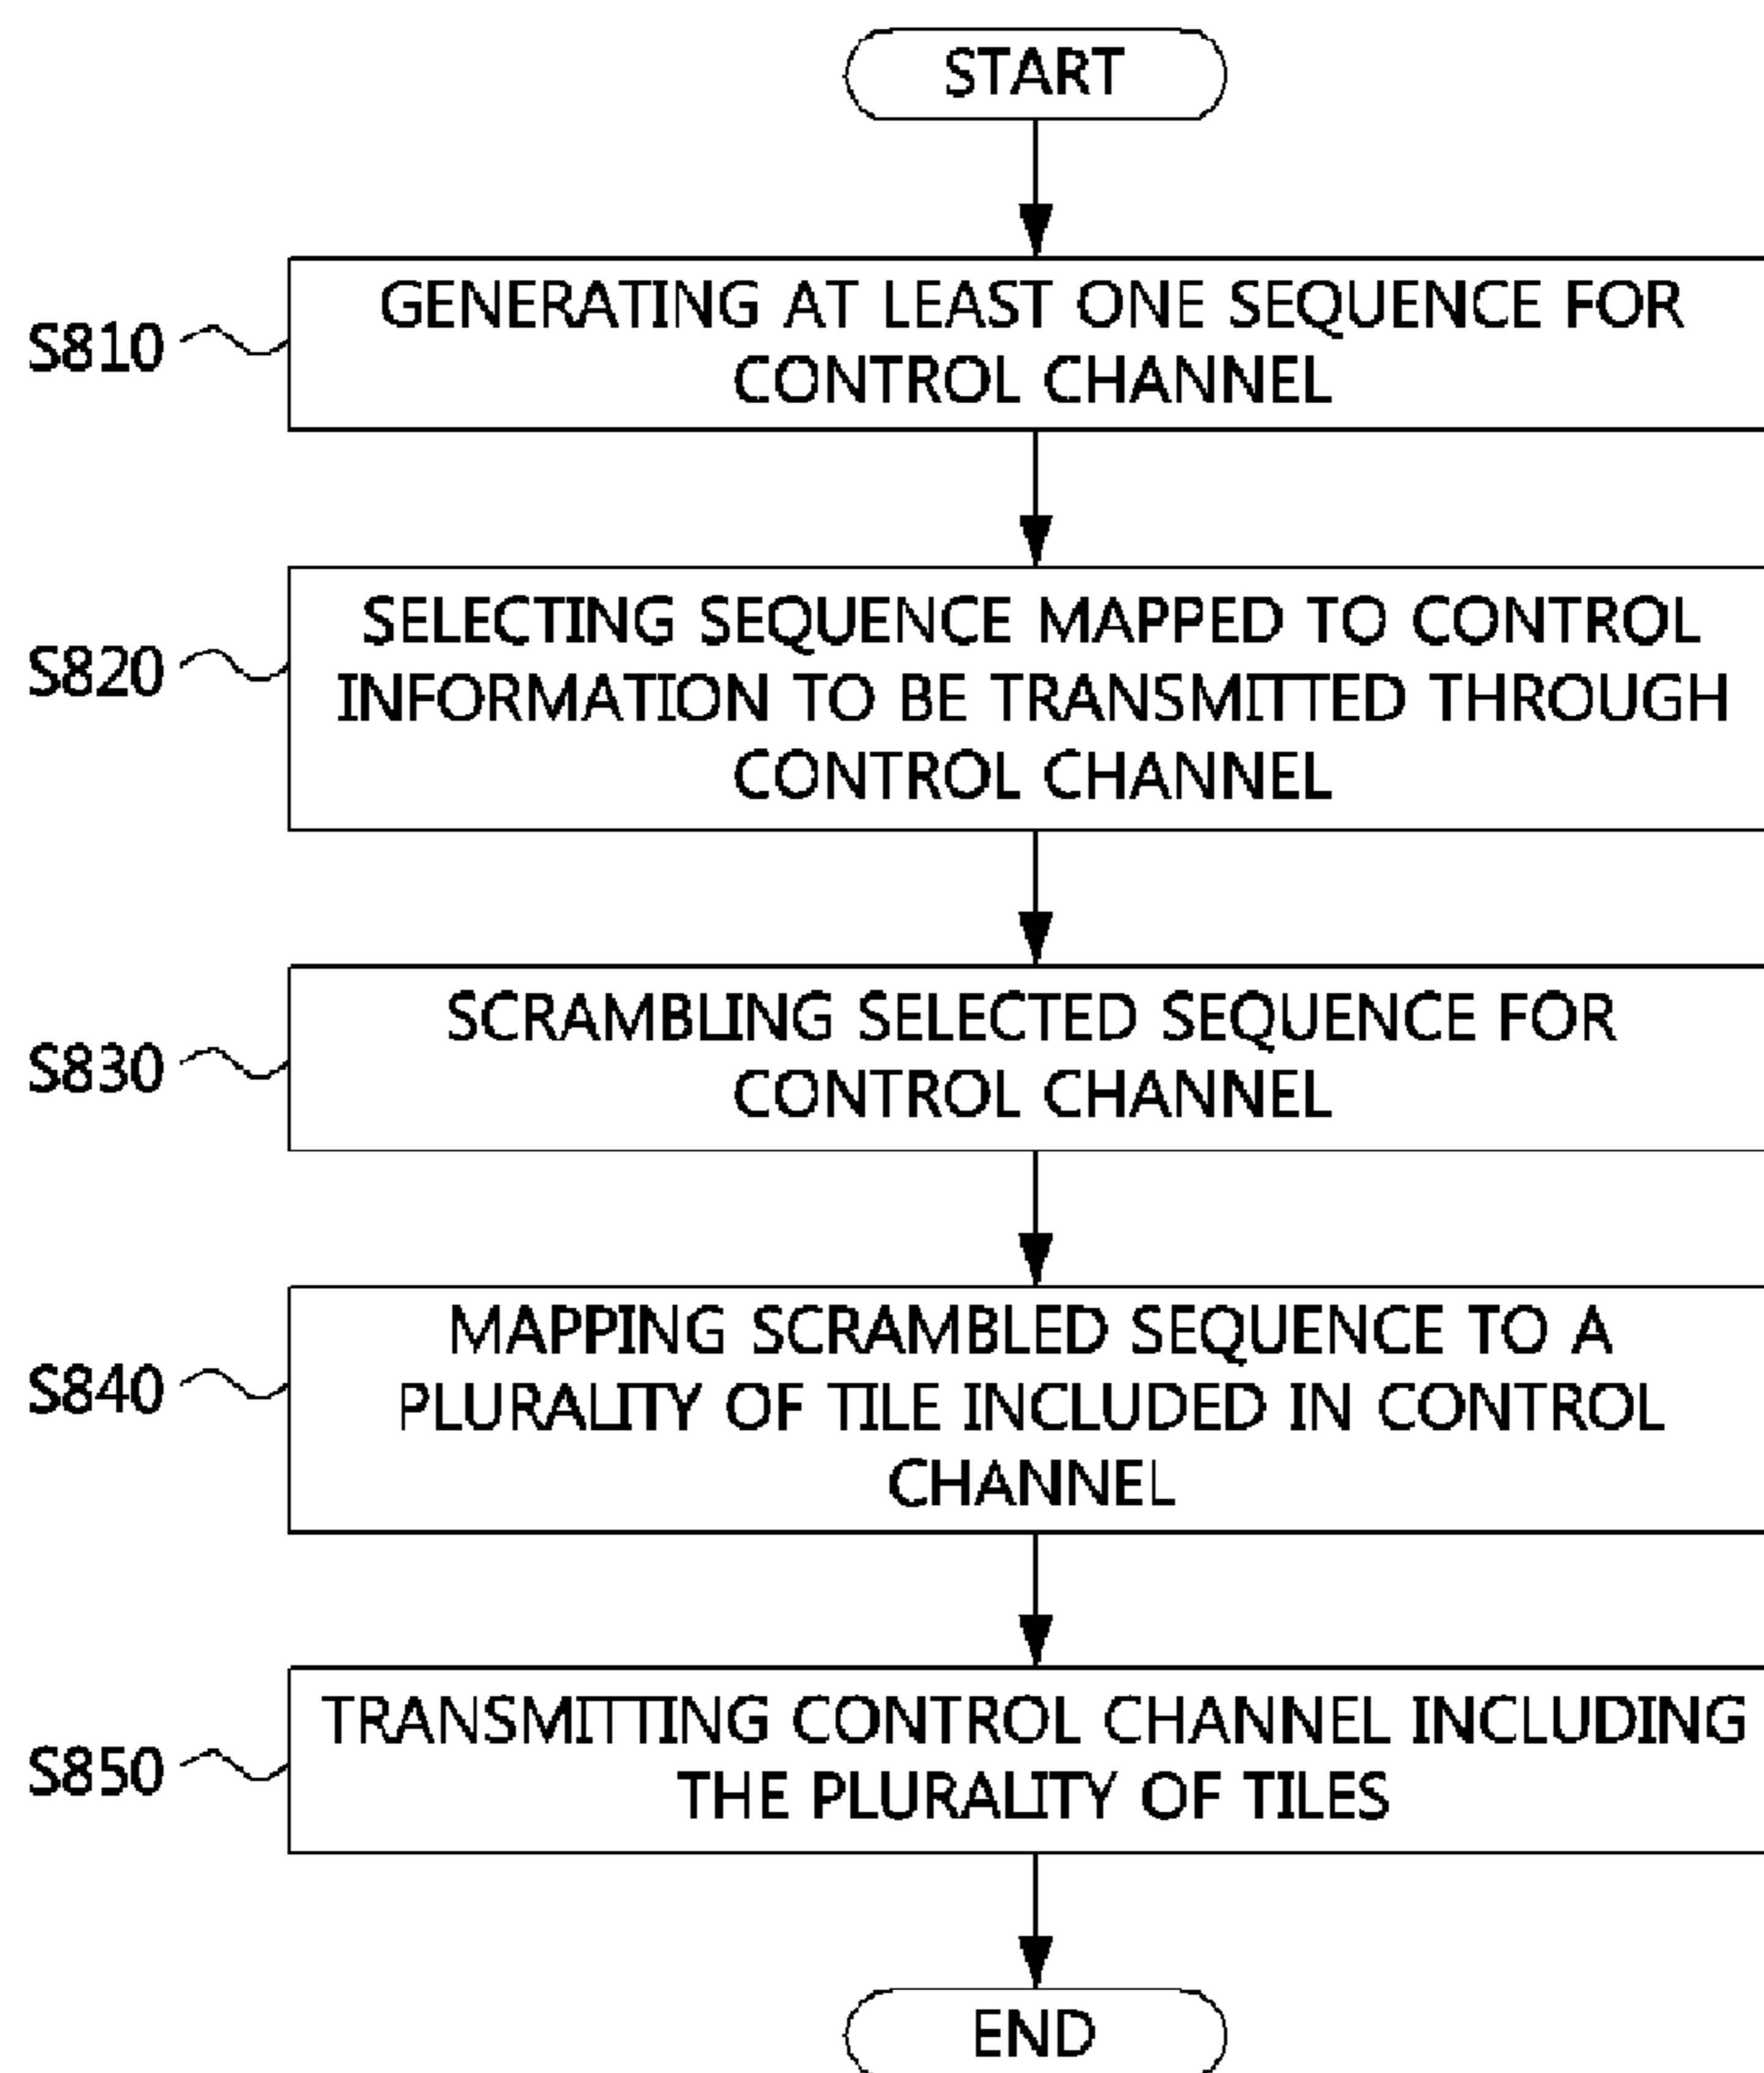 START
S810
GENERATING AT LEAST ONE SEQUENCE FOR
CONTROL CHANNEL
S820
SELECTING SEQUENCE MAPPED TO CONTROL
INFORMATION TO BE TRANSMITTED THROUGH
CONTROL CHANNEL
S830
SCRAMBLING SELECTED SEQUENCE FOR
CONTROL CHANNEL
S840
MAPPING SCRAMBLED SEQUENCE TO A
PLURALITY OF TILE INCLUDED IN CONTROL
CHANNEL
S850
TRANSMITTING CONTROL CHANNEL INCLUDING
THE PLURALITY OF TILES
END